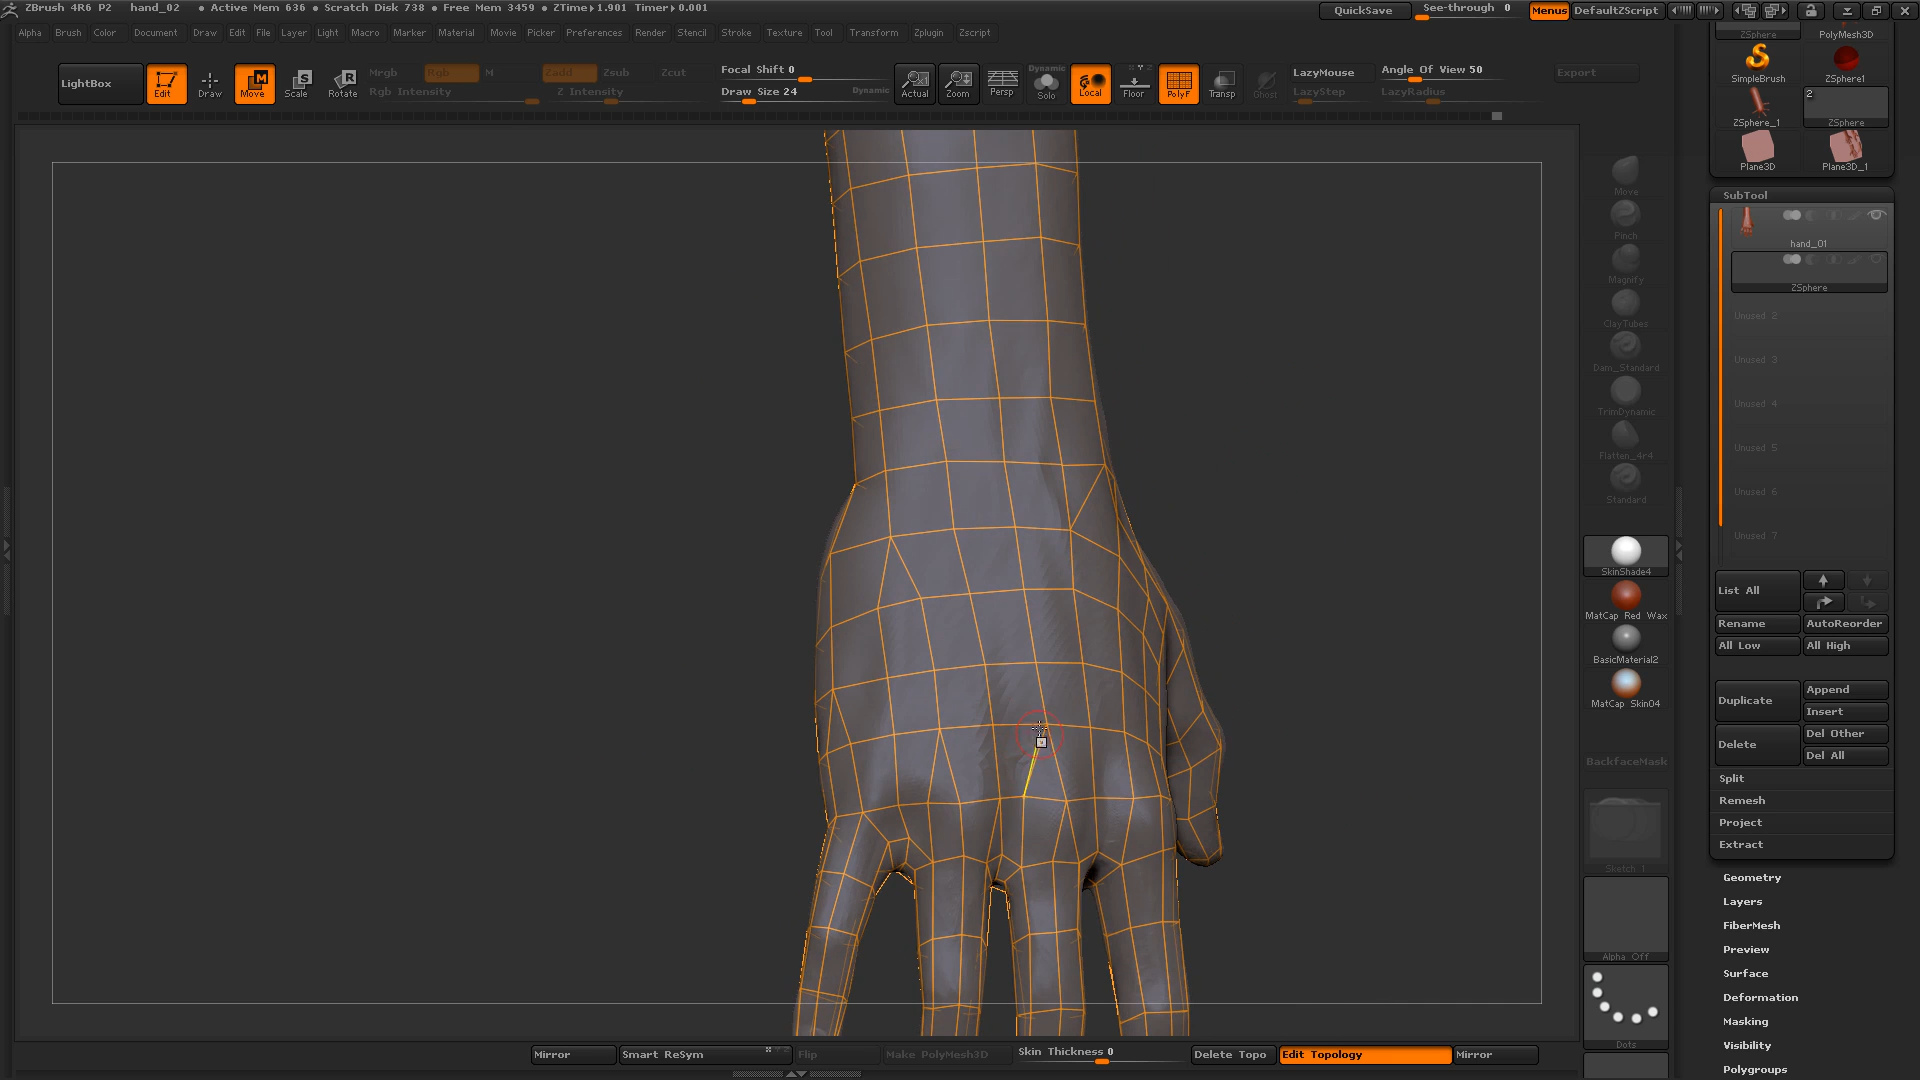 ZBrush 4R6 P2 hand_02 • Active Mem 636 • Scratch Disk 738 • Free Mem 3459 • ZTime▸1.901 Timer▸0.001
QuickSave See-through 0 Menus DefaultZScript
Alpha Brush Color Document Draw Edit File Layer Light Macro Marker Material Movie Picker Preferences Render Stencil Stroke Texture Tool Transform Zplugin Zscript
LightBox
Edit Draw Move Scale Rotate
Mrgb Rgb M
Rgb Intensity
Zadd Zsub Zcut
Z Intensity
Focal Shift 0
Draw Size 24
Dynamic
Actual Zoom Persp
Dynamic
Solo Local Floor PolyF Transp Ghost
LazyMouse
LazyStep
Angle Of View 50
LazyRadius
Export
ZSphere PolyMesh3D
SimpleBrush ZSphere1
2
ZSphere_1 ZSphere
Plane3D Plane3D_1
SubTool
hand_01
ZSphere
Unused 2
Unused 3
Unused 4
Unused 5
Unused 6
Unused 7
List All
Rename AutoReorder
All Low All High
Duplicate Append
Insert
Delete Del Other
Del All
Split
Remesh
Project
Extract
Geometry
Layers
FiberMesh
Preview
Surface
Deformation
Masking
Visibility
Polygroups
Move
Pinch
Magnify
ClayTubes
Dam_Standard
TrimDynamic
Flatten_4r4
Standard
SkinShade4
MatCap Red Wax
BasicMaterial2
MatCap Skin04
BackfaceMask
Sketch 1
Alpha Off
Dots
Mirror Smart ReSym Flip Make PolyMesh3D Skin Thickness 0 Delete Topo Edit Topology Mirror